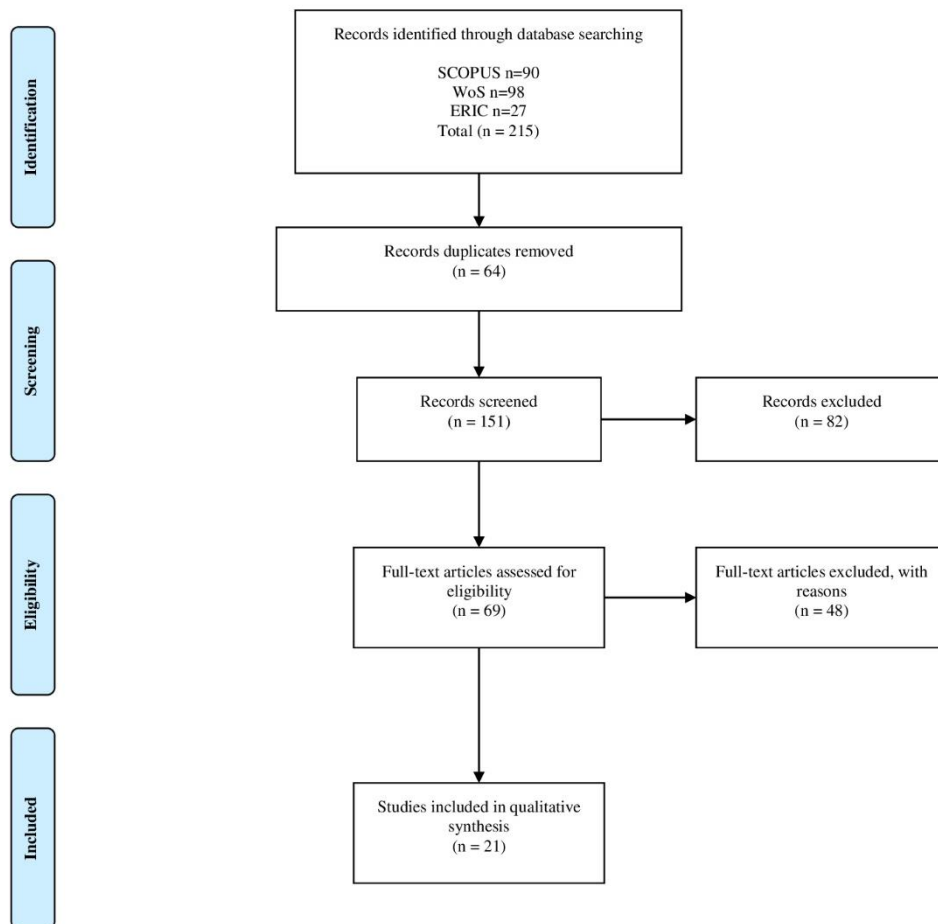 Identification
Records identified through database searching
SCOPUS n=90
WoS n=98
ERIC n=27
Total (n = 215)
Records duplicates removed
(n = 64)
Screening
Records screened
(n = 151)
Records excluded
(n = 82)
Eligibility
Full-text articles assessed for
eligibility
(n = 69)
Full-text articles excluded, with
reasons
(n = 48)
Included
Studies included in qualitative
synthesis
(n = 21)